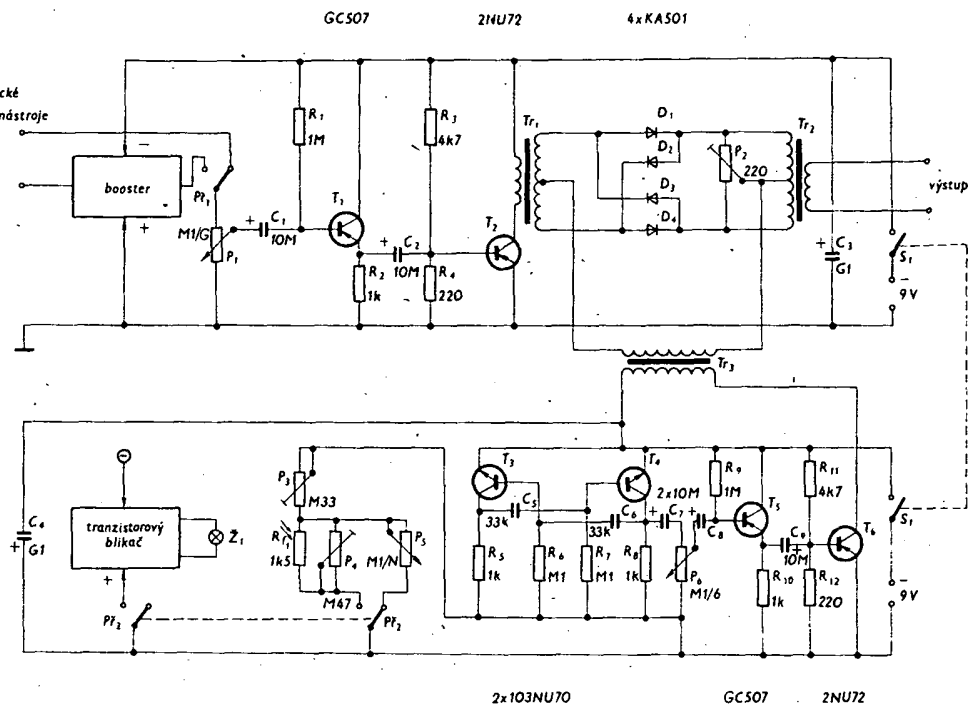 GC507 2NU72 4xKA501
cké
nástroje
booster
−
+
Př1
M1/G
P1
+ C1
10M
R1
1M
T1
R2
1k
+ C2
10M
R3
4k7
R4
220
T2
Tr1
D1
D2
D3
D4
P2
220
Tr2
výstup
+ C3
G1
S1
−
9V
Tr3
C4
+ G1
−
tranzistorový
blikač
+
Ž1
Př2
P3
M33
Rf1
1k5
P4
M47
P5
M1/N
Př2
T3
C5
33k
R5
1k
R6
M1
R7
M1
33k
C6
T4
R8
1k
2x10M
+ C7
+ C8
P6
M1/6
R9
1M
T5
R10
1k
C9
+
10M
R11
4k7
R12
220
T6
S1
−
9V
2x103NU70 GC507 2NU72